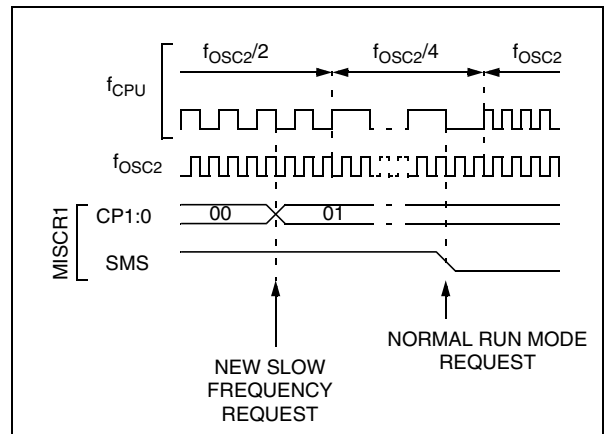 fOSC2/2 fOSC2/4 fOSC2
fCPU
fOSC2
MISCR1
CP1:0 00 01
SMS
NEW SLOW
FREQUENCY
REQUEST
NORMAL RUN MODE
REQUEST